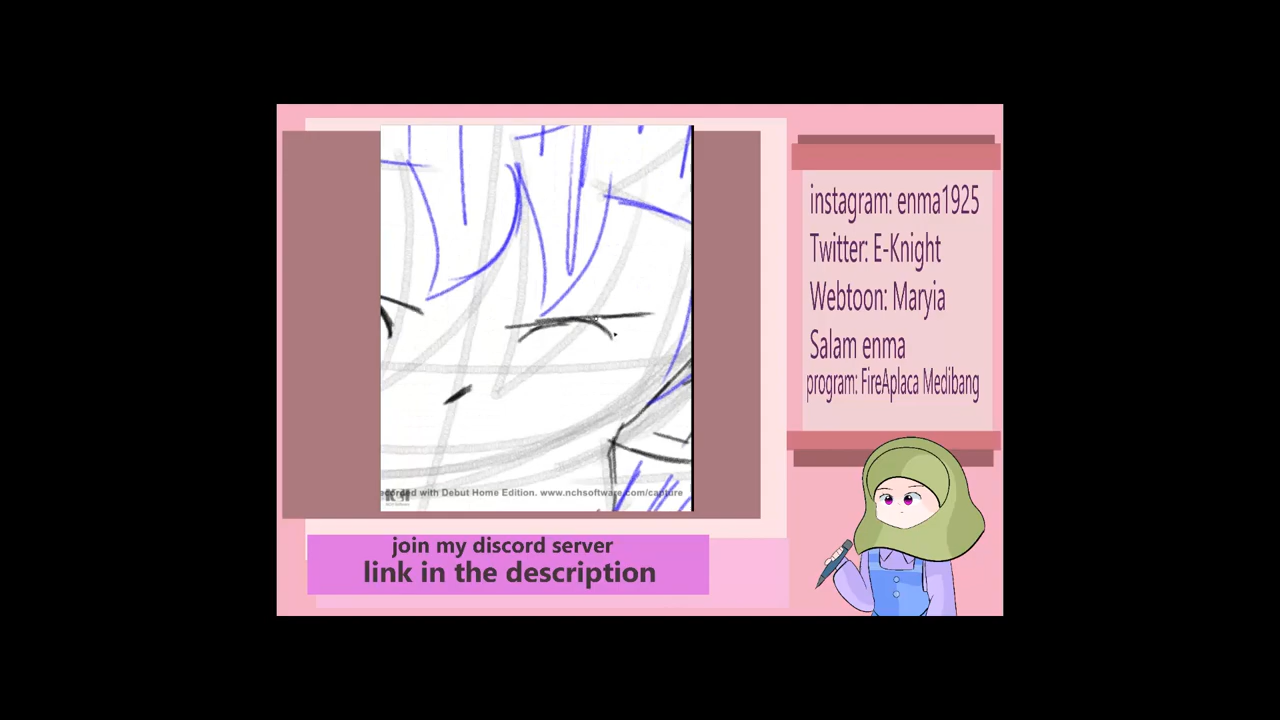 instagram: enma1925
Twitter: E-Knight
Webtoon: Maryia
Salam enma
program: FireAplaca Medibang
ecorded with Debut Home Edition. www.nchsoftware.com/capture
join my discord server
link in the description